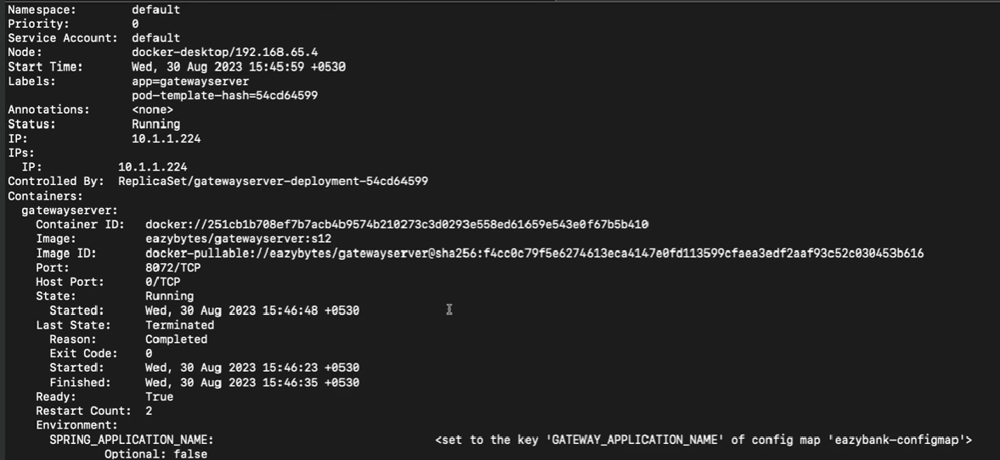 Namespace: default
Priority: 0
Service Account: default
Node: docker-desktop/192.168.65.4
Start Time: Wed, 30 Aug 2023 15:45:59 +0530
Labels: app=gatewayserver
pod-template-hash=54cd64599
Annotations: <none>
Status: Running
IP: 10.1.1.224
IPs:
IP: 10.1.1.224
Controlled By: ReplicaSet/gatewayserver-deployment-54cd64599
Containers:
gatewayserver:
Container ID: docker://251cb1b708ef7b7acb4b9574b210273c3d0293e558ed61659e543e0f67b5b410
Image: eazybytes/gatewayserver:s12
Image ID: docker-pullable://eazybytes/gatewayserver@sha256:f4cc0c79f5e6274613eca4147e0fd113599cfaea3edf2aaf93c52c030453b616
Port: 8072/TCP
Host Port: 0/TCP
State: Running
Started: Wed, 30 Aug 2023 15:46:48 +0530
Last State: Terminated
Reason: Completed
Exit Code: 0
Started: Wed, 30 Aug 2023 15:46:23 +0530
Finished: Wed, 30 Aug 2023 15:46:35 +0530
Ready: True
Restart Count: 2
Environment:
SPRING_APPLICATION_NAME: <set to the key 'GATEWAY_APPLICATION_NAME' of config map 'eazybank-configmap'>
Optional: false